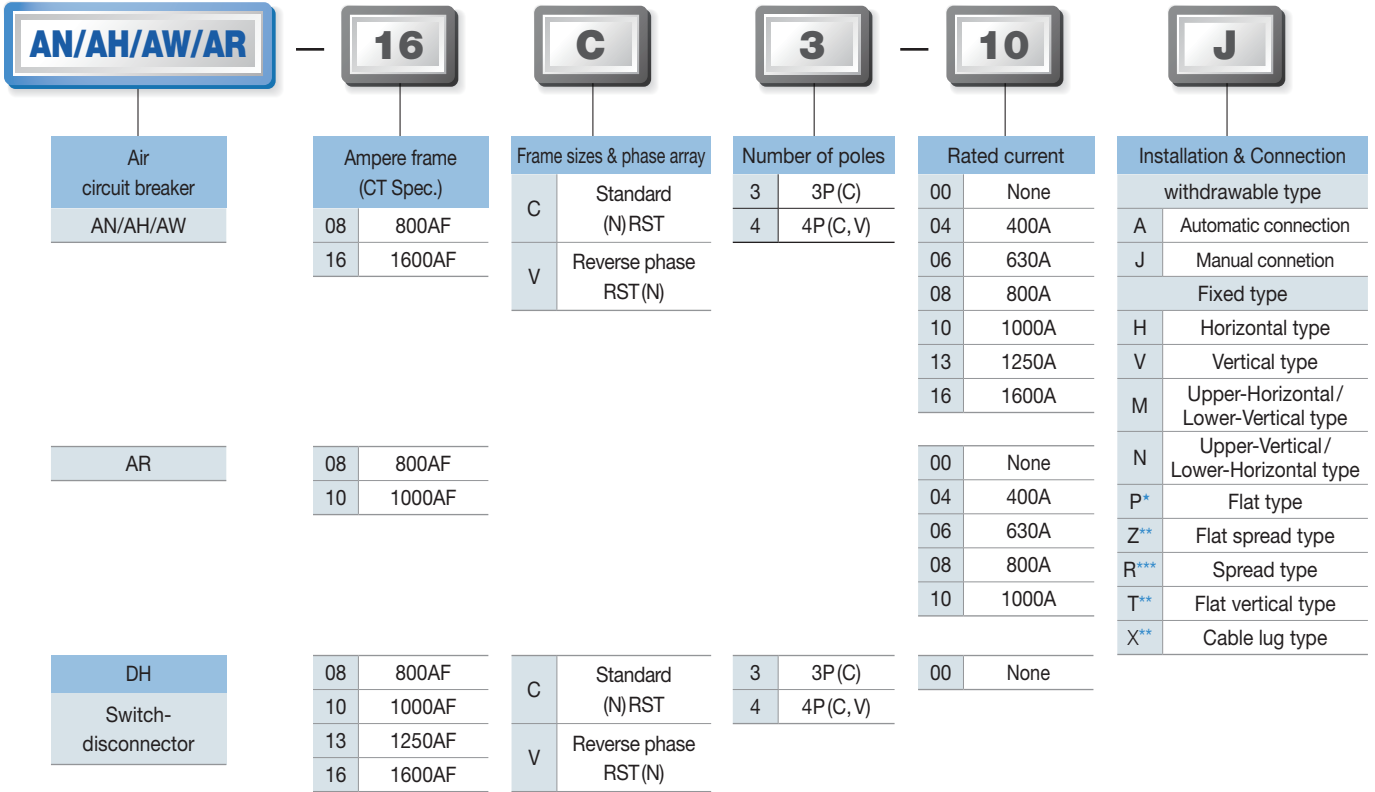 AN/AH/AW/AR – 16 C 3 – 10 J
Air
circuit breaker
AN/AH/AW
Ampere frame
(CT Spec.)
08 800AF
16 1600AF
Frame sizes & phase array
C Standard
(N) RST
V Reverse phase
RST (N)
Number of poles
3 3P (C)
4 4P (C, V)
Rated current
00 None
04 400A
06 630A
08 800A
10 1000A
13 1250A
16 1600A
Installation & Connection
withdrawable type
A Automatic connection
J Manual connetion
Fixed type
H Horizontal type
V Vertical type
M Upper-Horizontal/
Lower-Vertical type
N Upper-Vertical/
Lower-Horizontal type
P* Flat type
Z** Flat spread type
R*** Spread type
T** Flat vertical type
X** Cable lug type
AR
08 800AF
10 1000AF
00 None
04 400A
06 630A
08 800A
10 1000A
DH
Switch-
disconnector
08 800AF
10 1000AF
13 1250AF
16 1600AF
C Standard
(N) RST
V Reverse phase
RST (N)
3 3P (C)
4 4P (C, V)
00 None